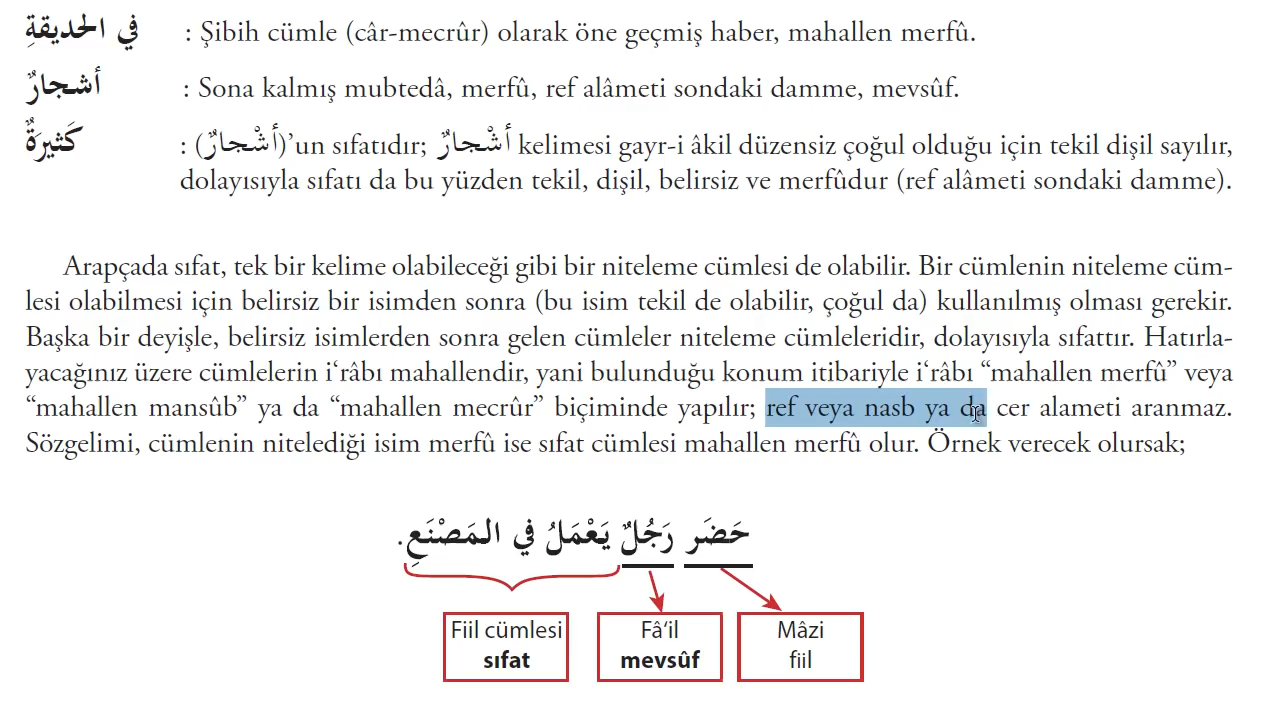 في الحديقةِ : Şibih cümle (câr-mecrûr) olarak öne geçmiş haber, mahallen merfû.
أشجارٌ : Sona kalmış mubtedâ, merfû, ref alâmeti sondaki damme, mevsûf.
كَثيرَةٌ : (أشْجارٌ)’un sıfatıdır; أشْجارٌ kelimesi gayr-i âkil düzensiz çoğul olduğu için tekil dişil sayılır,
dolayısıyla sıfatı da bu yüzden tekil, dişil, belirsiz ve merfûdur (ref alâmeti sondaki damme).
Arapçada sıfat, tek bir kelime olabileceği gibi bir niteleme cümlesi de olabilir. Bir cümlenin niteleme cüm-
lesi olabilmesi için belirsiz bir isimden sonra (bu isim tekil de olabilir, çoğul da) kullanılmış olması gerekir.
Başka bir deyişle, belirsiz isimlerden sonra gelen cümleler niteleme cümleleridir, dolayısıyla sıfattır. Hatırla-
yacağınız üzere cümlelerin i‘râbı mahallendir, yani bulunduğu konum itibariyle i‘râbı “mahallen merfû” veya
“mahallen mansûb” ya da “mahallen mecrûr” biçiminde yapılır; ref veya nasb ya da cer alameti aranmaz.
Sözgelimi, cümlenin nitelediği isim merfû ise sıfat cümlesi mahallen merfû olur. Örnek verecek olursak;
حَضَر رَجُلٌ يَعْمَلُ في المَصْنَعِ.
Fiil cümlesi
sıfat
Fâ‘il
mevsûf
Mâzi
fiil